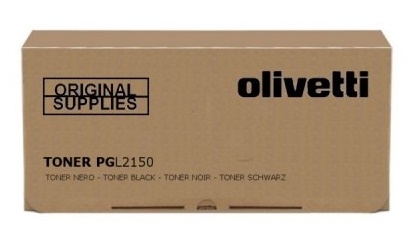 ORIGINAL
SUPPLIES
olivetti
TONER PGL2150
TONER NERO - TONER BLACK - TONER NOIR - TONER SCHWARZ